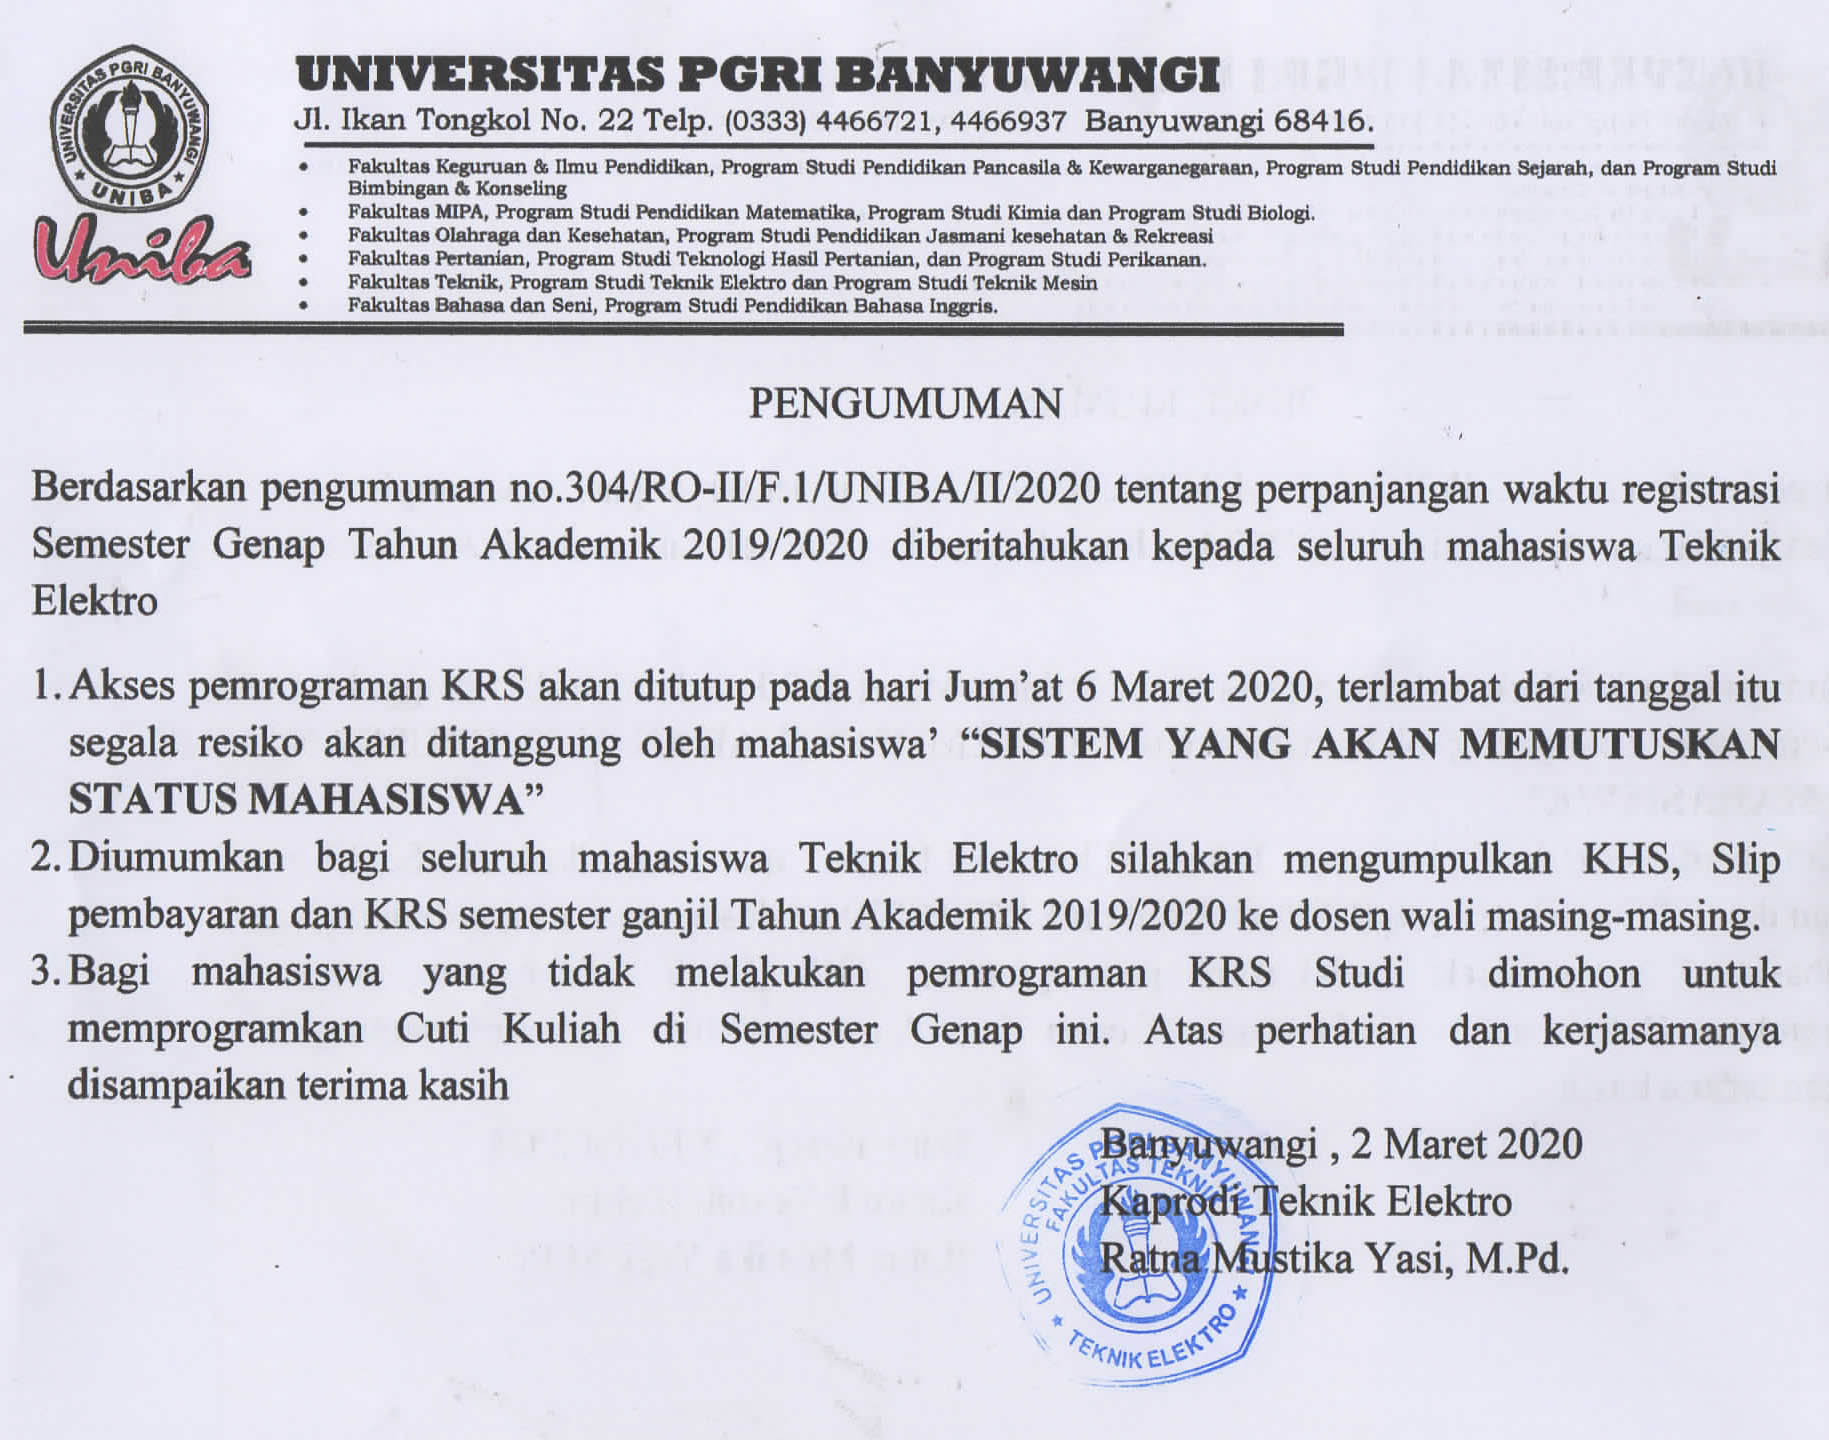 UNIVERSITAS PGRI BANYUWANGI
UNIBA
Uniba
UNIVERSITAS PGRI BANYUWANGI
Jl. Ikan Tongkol No. 22 Telp. (0333) 4466721, 4466937 Banyuwangi 68416.
• Fakultas Keguruan & Ilmu Pendidikan, Program Studi Pendidikan Pancasila & Kewarganegaraan, Program Studi Pendidikan Sejarah, dan Program Studi
Bimbingan & Konseling
• Fakultas MIPA, Program Studi Pendidikan Matematika, Program Studi Kimia dan Program Studi Biologi.
• Fakultas Olahraga dan Kesehatan, Program Studi Pendidikan Jasmani kesehatan & Rekreasi
• Fakultas Pertanian, Program Studi Teknologi Hasil Pertanian, dan Program Studi Perikanan.
• Fakultas Teknik, Program Studi Teknik Elektro dan Program Studi Teknik Mesin
• Fakultas Bahasa dan Seni, Program Studi Pendidikan Bahasa Inggris.
PENGUMUMAN
Berdasarkan pengumuman no.304/RO-II/F.1/UNIBA/II/2020 tentang perpanjangan waktu registrasi
Semester Genap Tahun Akademik 2019/2020 diberitahukan kepada seluruh mahasiswa Teknik
Elektro
1. Akses pemrograman KRS akan ditutup pada hari Jum’at 6 Maret 2020, terlambat dari tanggal itu
segala resiko akan ditanggung oleh mahasiswa’ “SISTEM YANG AKAN MEMUTUSKAN
STATUS MAHASISWA”
2. Diumumkan bagi seluruh mahasiswa Teknik Elektro silahkan mengumpulkan KHS, Slip
pembayaran dan KRS semester ganjil Tahun Akademik 2019/2020 ke dosen wali masing-masing.
3. Bagi mahasiswa yang tidak melakukan pemrograman KRS Studi dimohon untuk
memprogramkan Cuti Kuliah di Semester Genap ini. Atas perhatian dan kerjasamanya
disampaikan terima kasih
Banyuwangi , 2 Maret 2020
Kaprodi Teknik Elektro
Ratna Mustika Yasi, M.Pd.
UNIVERSITAS PGRI BANYUWANGI
FAKULTAS TEKNIK
TEKNIK ELEKTRO